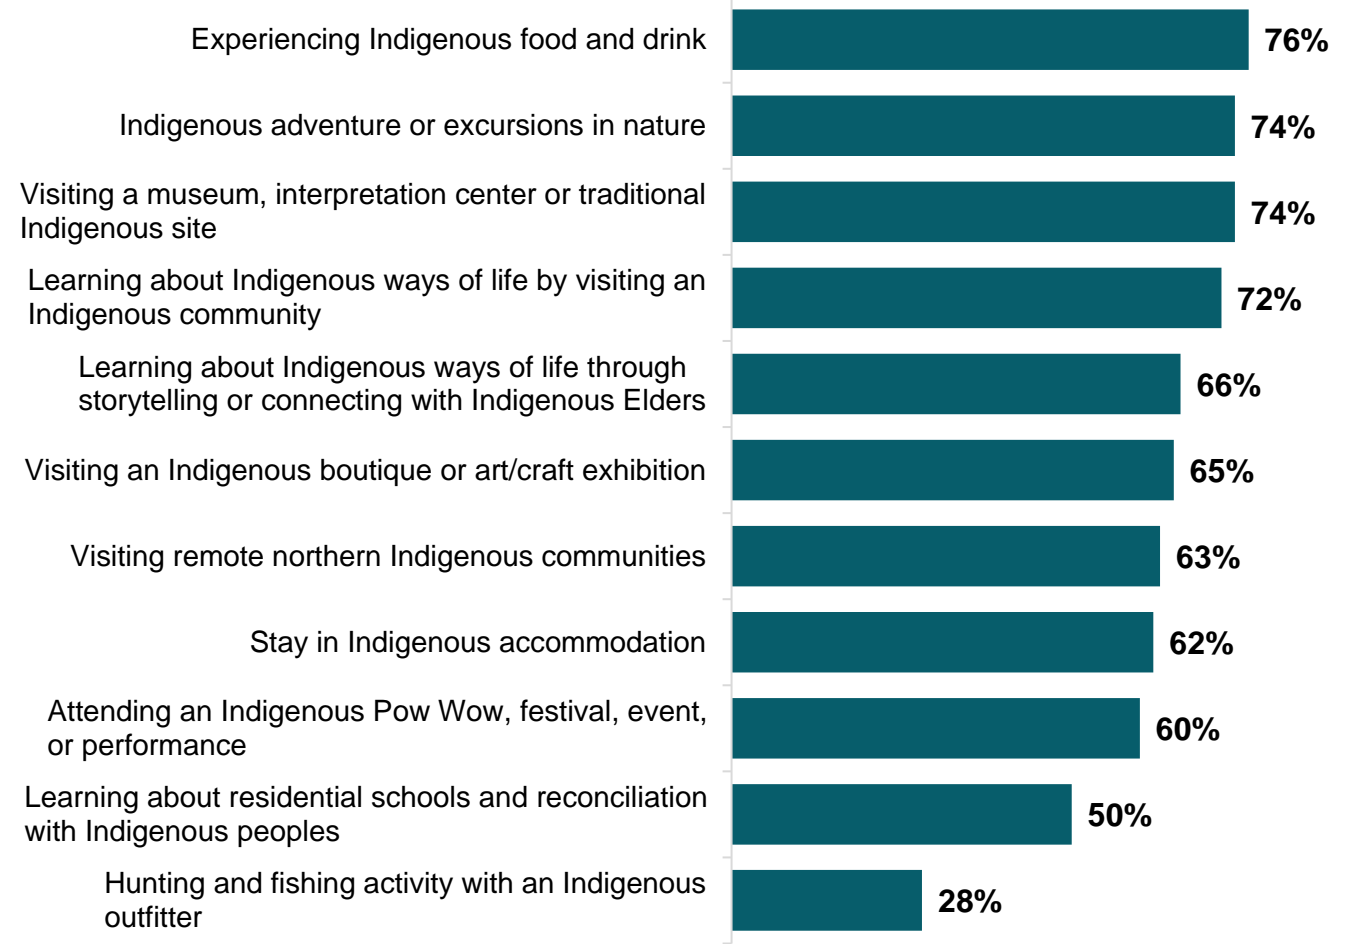 Experiencing Indigenous food and drink
76%
Indigenous adventure or excursions in nature
74%
Visiting a museum, interpretation center or traditional
Indigenous site
74%
Learning about Indigenous ways of life by visiting an
Indigenous community
72%
Learning about Indigenous ways of life through
storytelling or connecting with Indigenous Elders
66%
Visiting an Indigenous boutique or art/craft exhibition
65%
Visiting remote northern Indigenous communities
63%
Stay in Indigenous accommodation
62%
Attending an Indigenous Pow Wow, festival, event,
or performance
60%
Learning about residential schools and reconciliation
with Indigenous peoples
50%
Hunting and fishing activity with an Indigenous
outfitter
28%